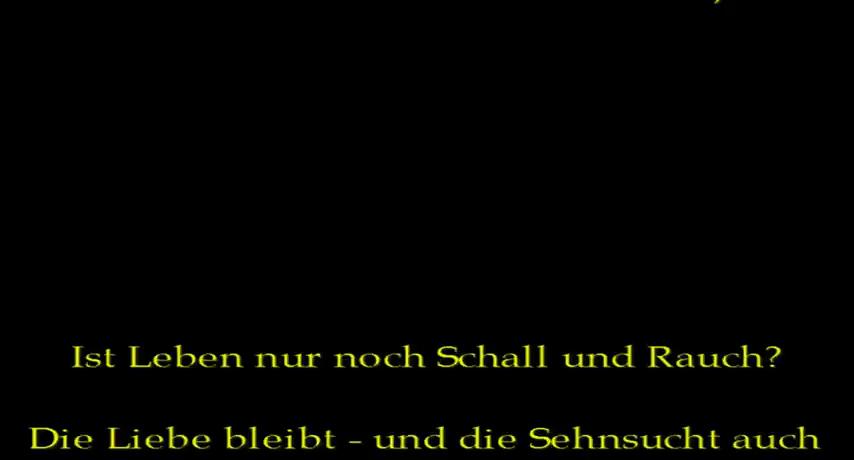 Ist Leben nur noch Schall und Rauch?
Die Liebe bleibt - und die Sehnsucht auch